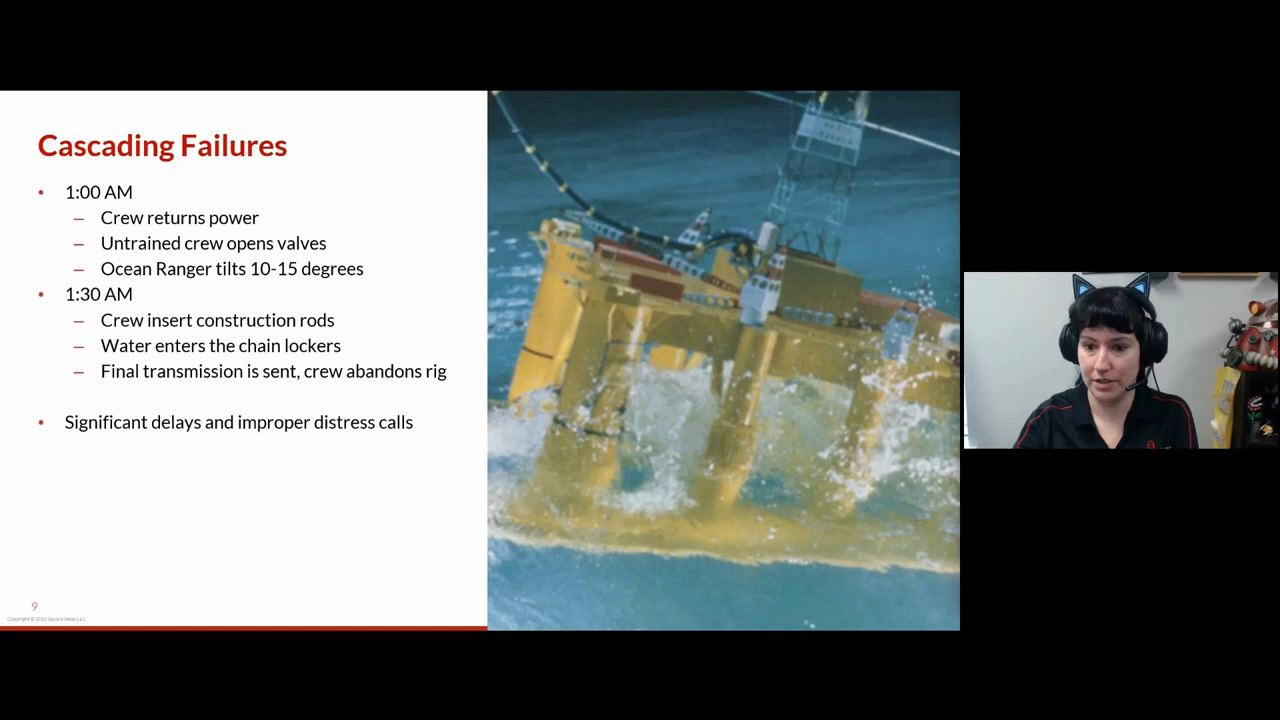 Cascading Failures
• 1:00 AM
– Crew returns power
– Untrained crew opens valves
– Ocean Ranger tilts 10-15 degrees
• 1:30 AM
– Crew insert construction rods
– Water enters the chain lockers
– Final transmission is sent, crew abandons rig
• Significant delays and improper distress calls
9